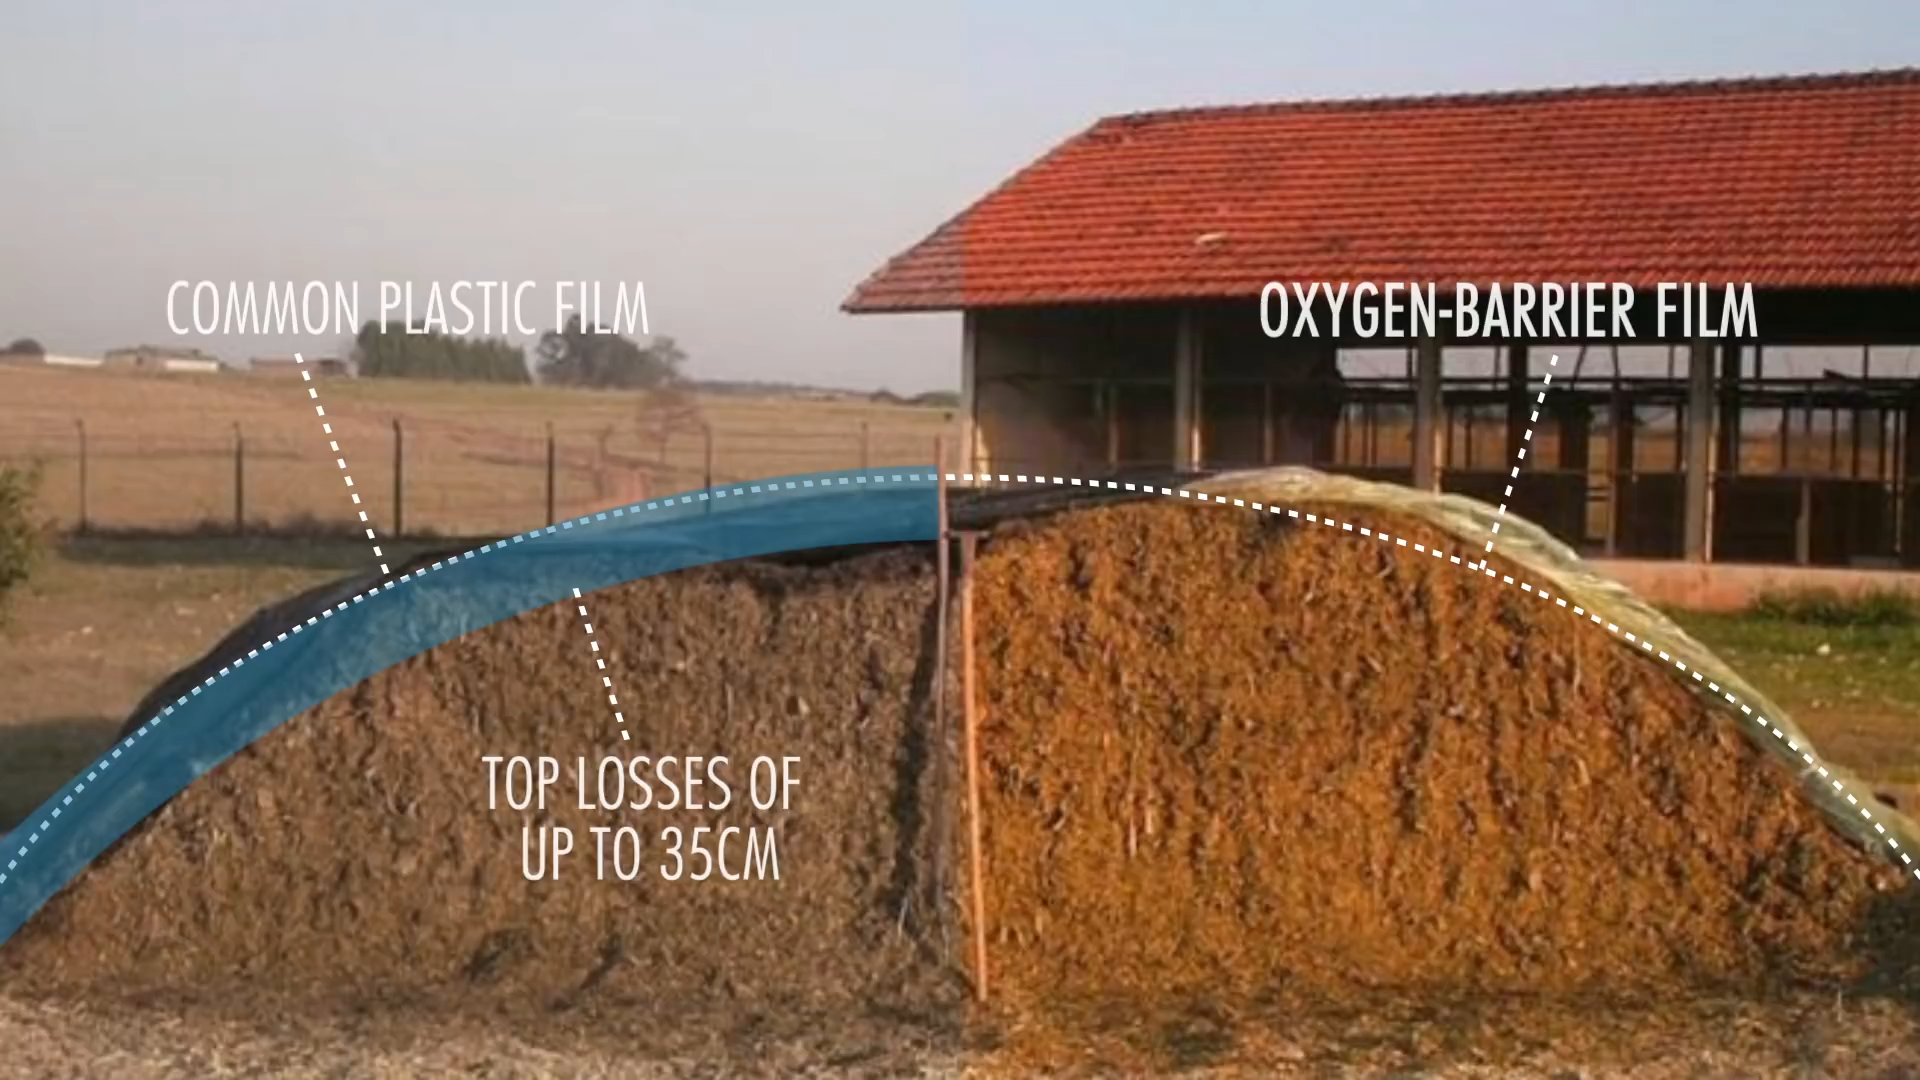 COMMON PLASTIC FILM
OXYGEN-BARRIER FILM
TOP LOSSES OF
UP TO 35CM